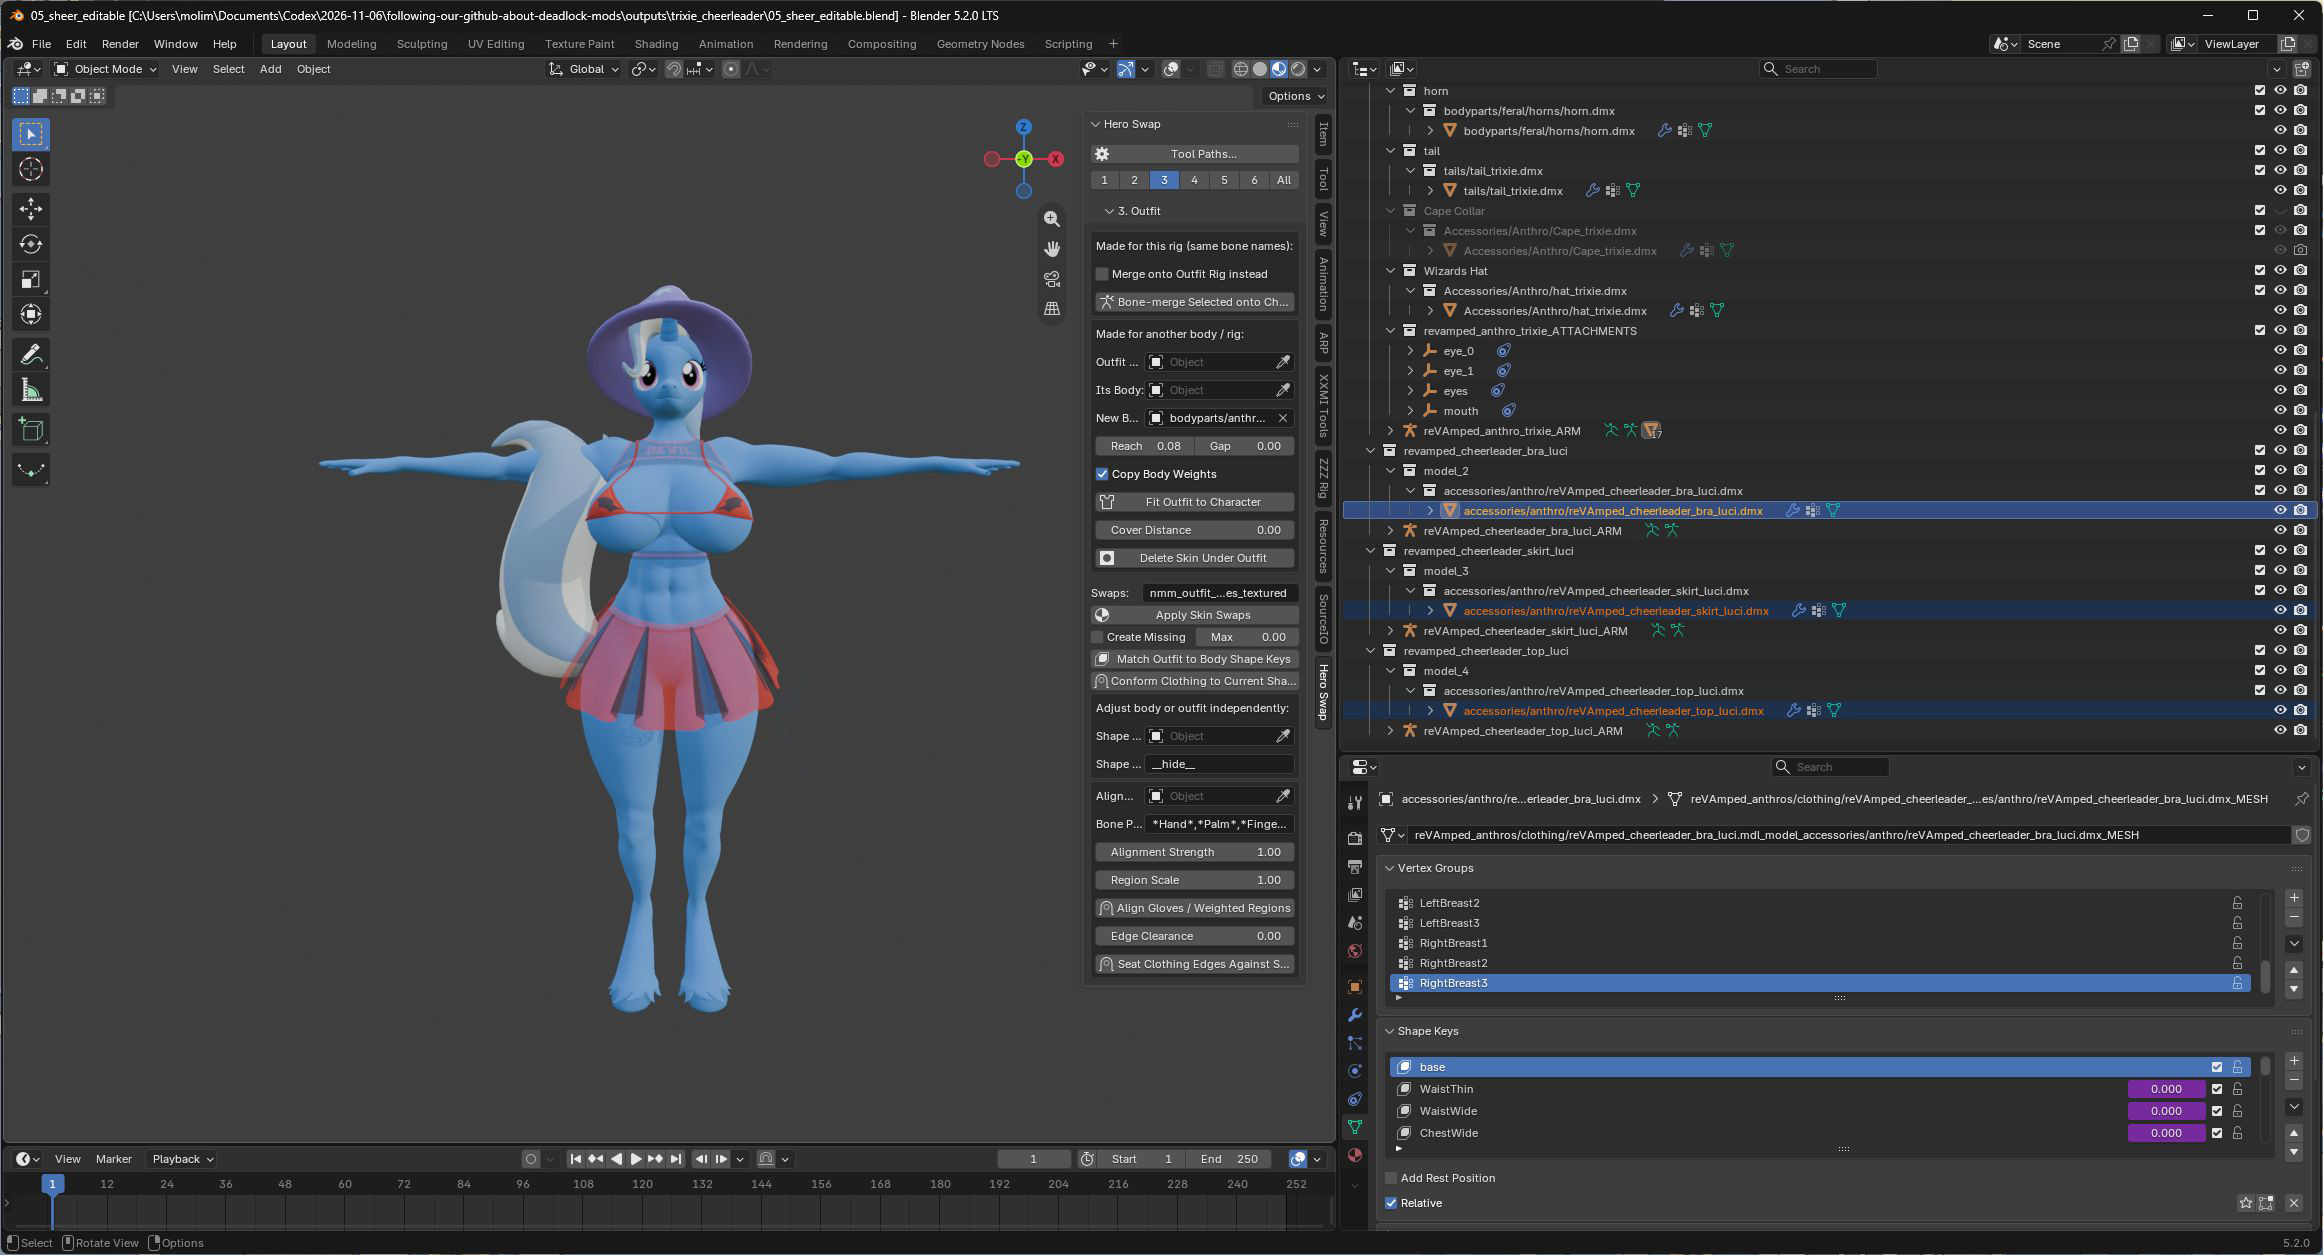 05_sheer_editable [C:\Users\molim\Documents\Codex\2026-11-06\following-our-github-about-deadlock-mods\outputs\trixie_cheerleader\05_sheer_editable.blend] - Blender 5.2.0 LTS
File Edit Render Window Help Layout Modeling Sculpting UV Editing Texture Paint Shading Animation Rendering Compositing Geometry Nodes Scripting + Scene ViewLayer
Object Mode View Select Add Object Global
Options
Z
-Y X
Hero Swap
Tool Paths...
1 2 3 4 5 6 All
3. Outfit
Made for this rig (same bone names):
Merge onto Outfit Rig instead
Bone-merge Selected onto Ch...
Made for another body / rig:
Outfit ... Object
Its Body: Object
New B... bodyparts/anthr...
Reach 0.08 Gap 0.00
Copy Body Weights
Fit Outfit to Character
Cover Distance 0.00
Delete Skin Under Outfit
Swaps: nmm_outfit_...es_textured
Apply Skin Swaps
Create Missing Max 0.00
Match Outfit to Body Shape Keys
Conform Clothing to Current Sha...
Adjust body or outfit independently:
Shape ... Object
Shape ... __hide__
Align... Object
Bone P... *Hand*,*Palm*,*Finge...
Alignment Strength 1.00
Region Scale 1.00
Align Gloves / Weighted Regions
Edge Clearance 0.00
Seat Clothing Edges Against S...
Item
Tool
View
Animation
ARP
XXMI Tools
ZZZ Rig
Resources
SourceIO
Hero Swap
DEVIL
Search
horn
bodyparts/feral/horns/horn.dmx
bodyparts/feral/horns/horn.dmx
tail
tails/tail_trixie.dmx
tails/tail_trixie.dmx
Cape Collar
Accessories/Anthro/Cape_trixie.dmx
Accessories/Anthro/Cape_trixie.dmx
Wizards Hat
Accessories/Anthro/hat_trixie.dmx
Accessories/Anthro/hat_trixie.dmx
revamped_anthro_trixie_ATTACHMENTS
eye_0
eye_1
eyes
mouth
reVAmped_anthro_trixie_ARM 17
revamped_cheerleader_bra_luci
model_2
accessories/anthro/reVAmped_cheerleader_bra_luci.dmx
accessories/anthro/reVAmped_cheerleader_bra_luci.dmx
reVAmped_cheerleader_bra_luci_ARM
revamped_cheerleader_skirt_luci
model_3
accessories/anthro/reVAmped_cheerleader_skirt_luci.dmx
accessories/anthro/reVAmped_cheerleader_skirt_luci.dmx
reVAmped_cheerleader_skirt_luci_ARM
revamped_cheerleader_top_luci
model_4
accessories/anthro/reVAmped_cheerleader_top_luci.dmx
accessories/anthro/reVAmped_cheerleader_top_luci.dmx
reVAmped_cheerleader_top_luci_ARM
Search
accessories/anthro/re...erleader_bra_luci.dmx reVAmped_anthros/clothing/reVAmped_cheerleader_...es/anthro/reVAmped_cheerleader_bra_luci.dmx_MESH
reVAmped_anthros/clothing/reVAmped_cheerleader_bra_luci.mdl_model_accessories/anthro/reVAmped_cheerleader_bra_luci.dmx_MESH
Vertex Groups
LeftBreast2
LeftBreast3
RightBreast1
RightBreast2
RightBreast3
Shape Keys
base
WaistThin 0.000
WaistWide 0.000
ChestWide 0.000
Add Rest Position
Relative
View Marker Playback 1 Start 1 End 250
1 12 24 36 48 60 72 84 96 108 120 132 144 156 168 180 192 204 216 228 240 252
Select Rotate View Options 5.2.0